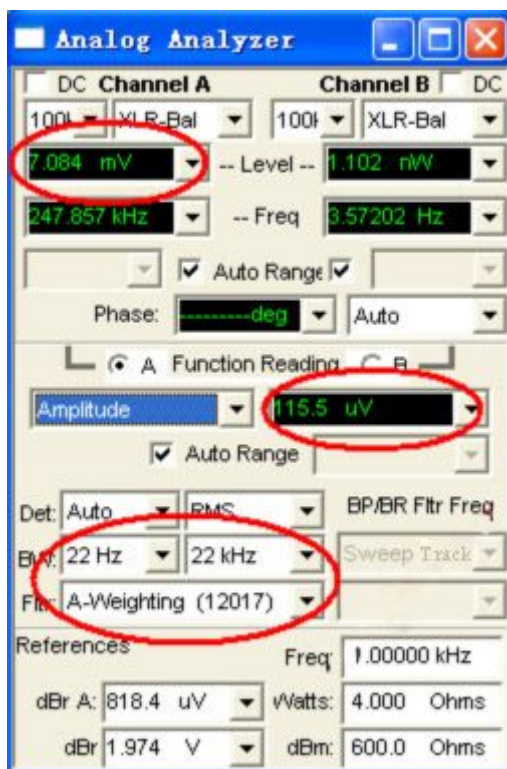 Analog Analyzer
DC Channel A Channel B DC
100k XLR-Bal 100k XLR-Bal
7.084 mV -- Level -- 1.102 nW
247.857 kHz -- Freq 3.57202 Hz
Auto Range
Phase: --------deg Auto
A Function Reading B
Amplitude 115.5 uV
Auto Range
Det: Auto RMS BP/BR Fltr Freq
BW: 22 Hz 22 kHz Sweep Track
Fltr: A-Weighting (12017)
References Freq: 1.00000 kHz
dBr A: 818.4 uV Watts: 4.000 Ohms
dBr 1.974 V dBm: 600.0 Ohms